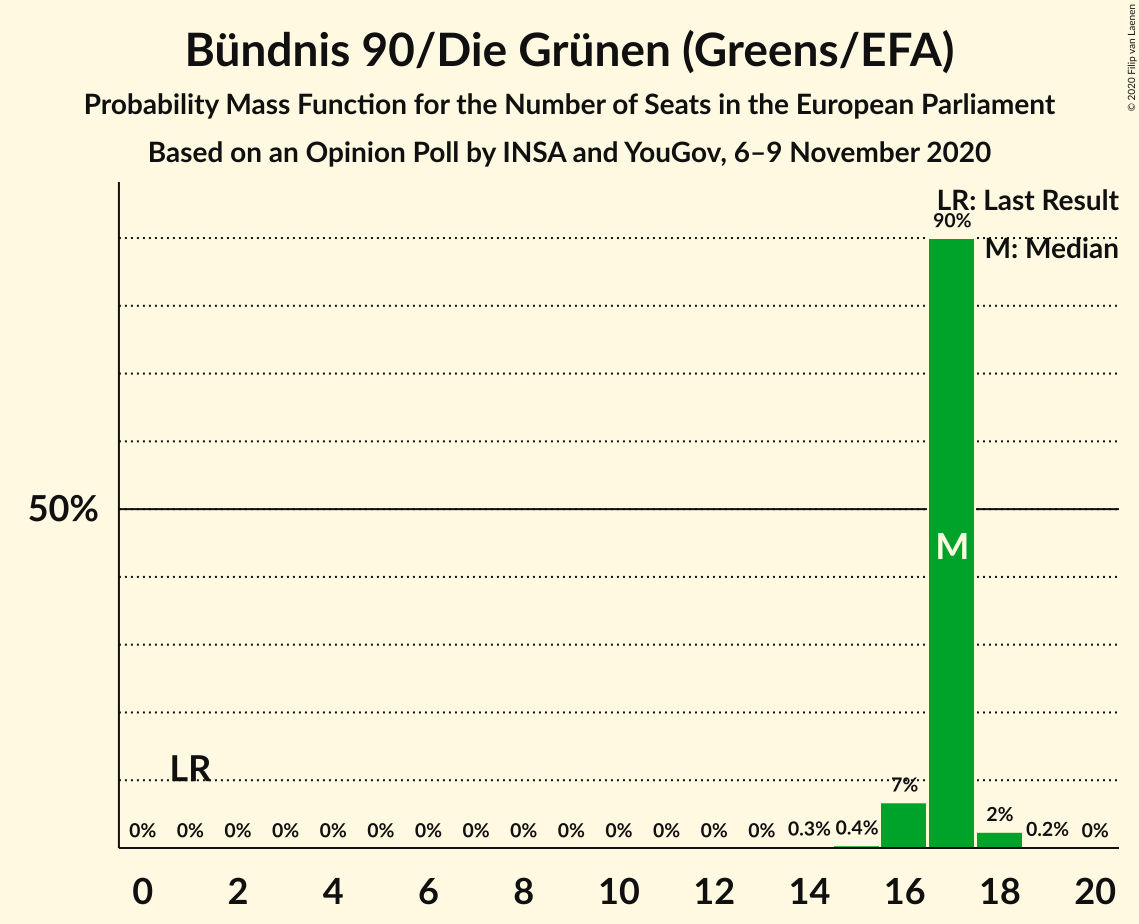 Bündnis 90/Die Grünen (Greens/EFA)
Probability Mass Function for the Number of Seats in the European Parliament
Based on an Opinion Poll by INSA and YouGov, 6–9 November 2020
© 2020 Filip van Laenen
LR: Last Result
90%
M: Median
50%
M
LR
7%
2%
0% 0% 0% 0% 0% 0% 0% 0% 0% 0% 0% 0% 0% 0% 0.3% 0.4% 0.2% 0%
0 2 4 6 8 10 12 14 16 18 20